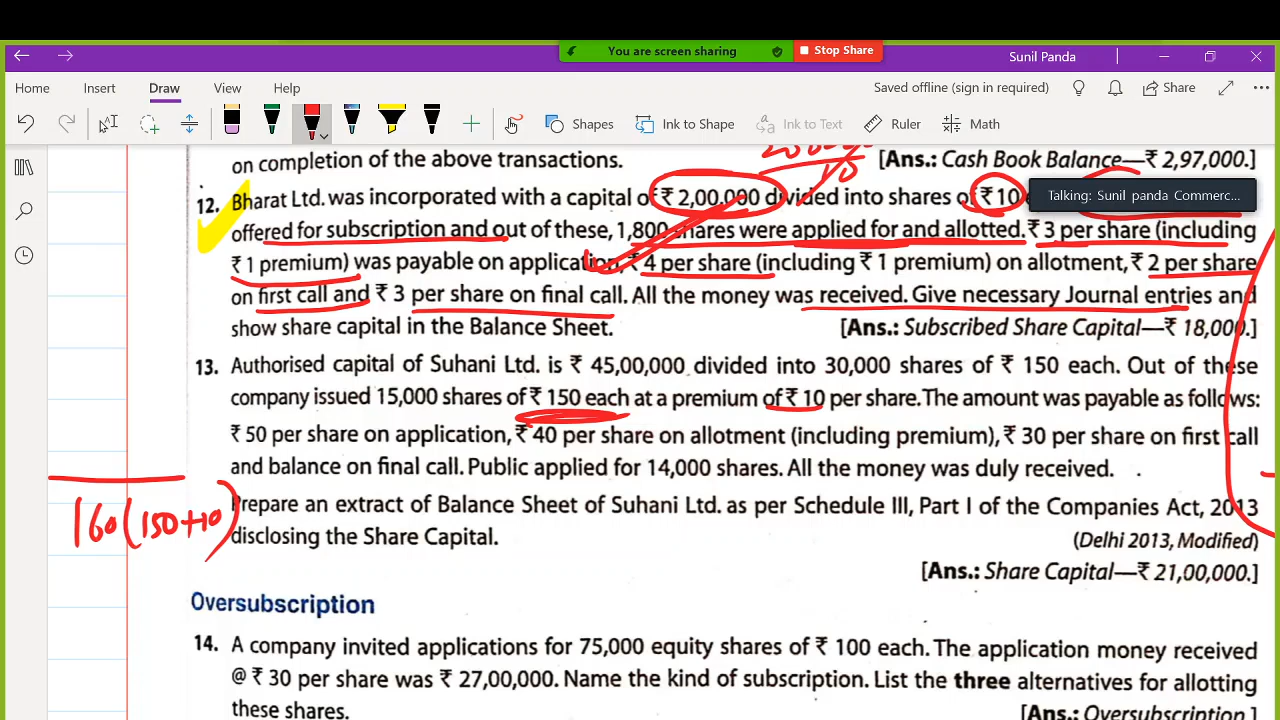 You are screen sharing
Stop Share
Sunil Panda
Home Insert Draw View Help
Saved offline (sign in required)
Share
Shapes
Ink to Shape
Ink to Text
Ruler
Math
on completion of the above transactions. [Ans.: Cash Book Balance—₹ 2,97,000.]
10
Talking: Sunil panda Commerc...
12. Bharat Ltd. was incorporated with a capital of ₹ 2,00,000 divided into shares of ₹ 10
offered for subscription and out of these, 1,800 shares were applied for and allotted. ₹ 3 per share (including
₹ 1 premium) was payable on application, ₹ 4 per share (including ₹ 1 premium) on allotment, ₹ 2 per share
on first call and ₹ 3 per share on final call. All the money was received. Give necessary Journal entries and
show share capital in the Balance Sheet. [Ans.: Subscribed Share Capital—₹ 18,000.]
13. Authorised capital of Suhani Ltd. is ₹ 45,00,000 divided into 30,000 shares of ₹ 150 each. Out of these
company issued 15,000 shares of ₹ 150 each at a premium of ₹ 10 per share. The amount was payable as follows:
₹ 50 per share on application, ₹ 40 per share on allotment (including premium), ₹ 30 per share on first call
and balance on final call. Public applied for 14,000 shares. All the money was duly received.
160 (150+10)
Prepare an extract of Balance Sheet of Suhani Ltd. as per Schedule III, Part I of the Companies Act, 2013
disclosing the Share Capital. (Delhi 2013, Modified)
[Ans.: Share Capital—₹ 21,00,000.]
Oversubscription
14. A company invited applications for 75,000 equity shares of ₹ 100 each. The application money received
@ ₹ 30 per share was ₹ 27,00,000. Name the kind of subscription. List the three alternatives for allotting
these shares. [Ans.: Oversubscription.]